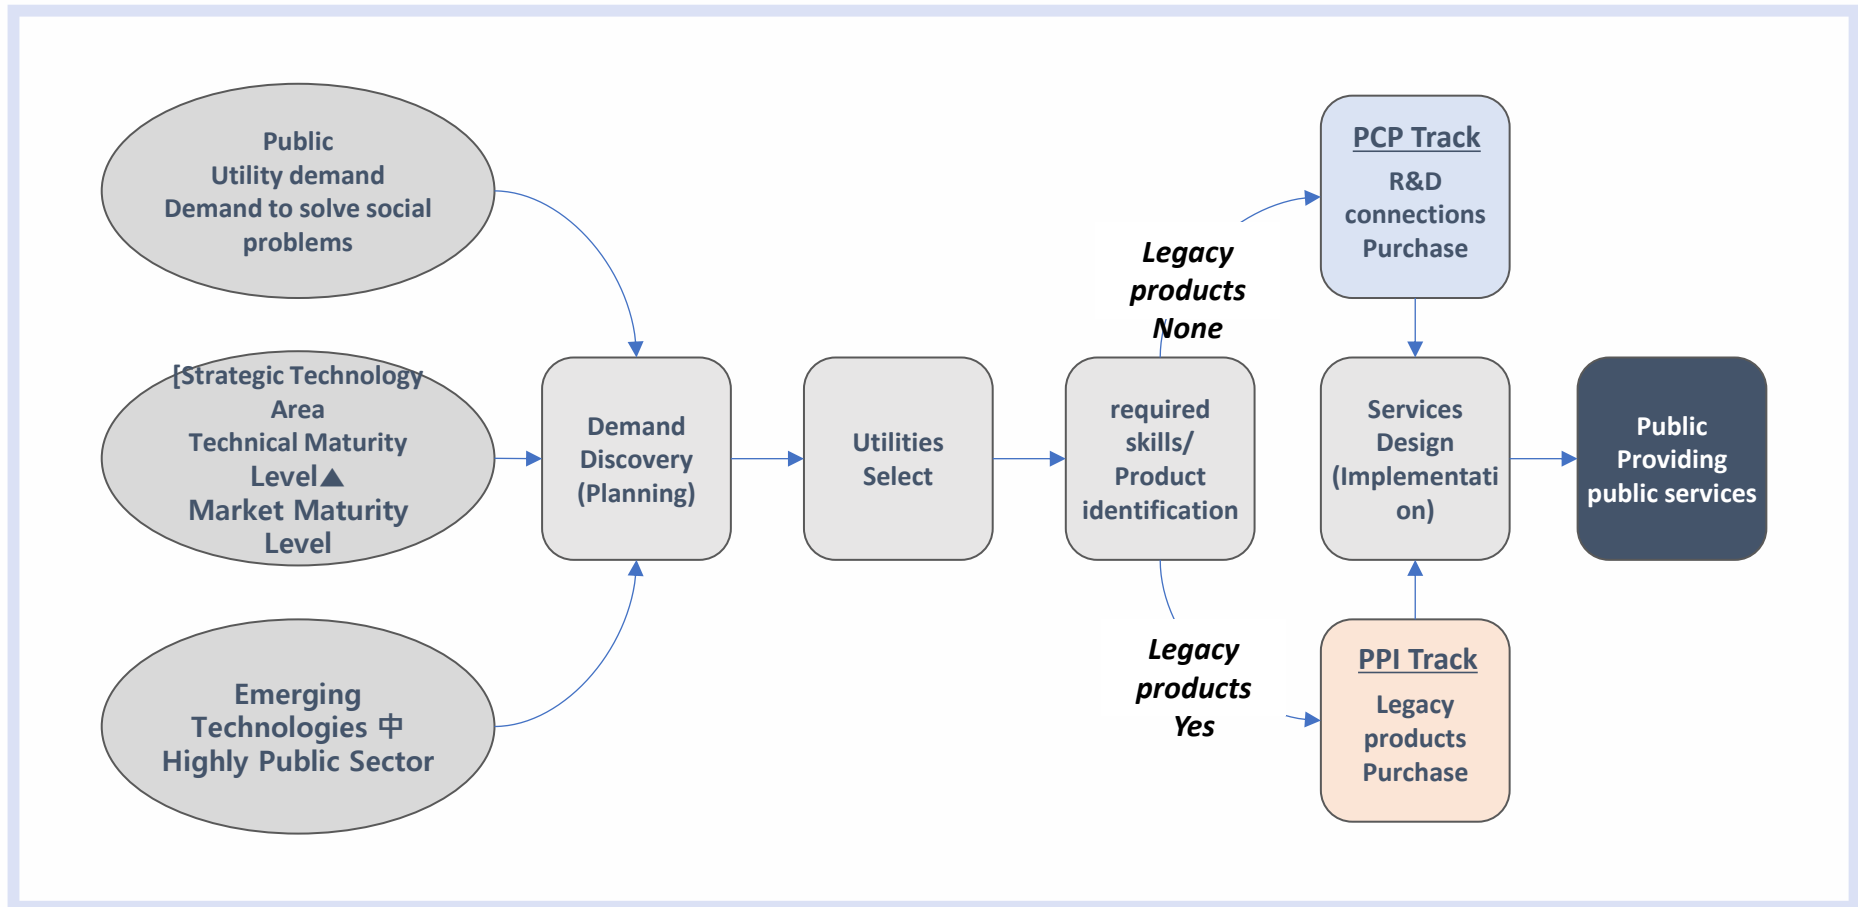 Public
Utility demand
Demand to solve social
problems
[Strategic Technology
Area
Technical Maturity
Level▲
Market Maturity
Level
Emerging
Technologies 中
Highly Public Sector
Demand
Discovery
(Planning)
Utilities
Select
required
skills/
Product
identification
Legacy
products
None
Legacy
products
Yes
PCP Track
R&D
connections
Purchase
Services
Design
(Implementati
on)
PPI Track
Legacy
products
Purchase
Public
Providing
public services